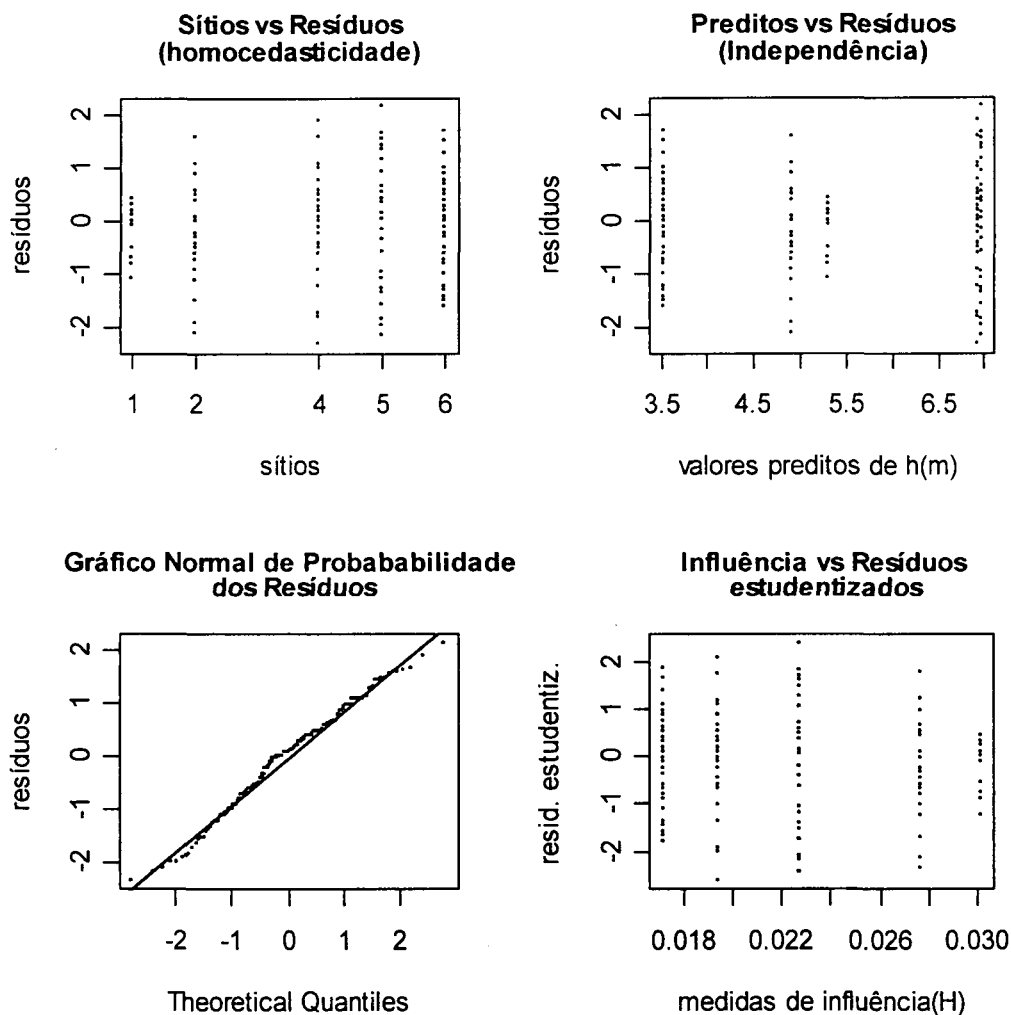 Sítios vs Resíduos
(homocedasticidade)
resíduos
2
1
0
-1
-2
1 2 4 5 6
sítios
Preditos vs Resíduos
(Independência)
resíduos
2
1
0
-1
-2
3.5 4.5 5.5 6.5
valores preditos de h(m)
Gráfico Normal de Probababilidade
dos Resíduos
resíduos
2
1
0
-1
-2
-2 -1 0 1 2
Theoretical Quantiles
Influência vs Resíduos
estudentizados
resid. estudentiz.
2
1
0
-1
-2
0.018 0.022 0.026 0.030
medidas de influência(H)